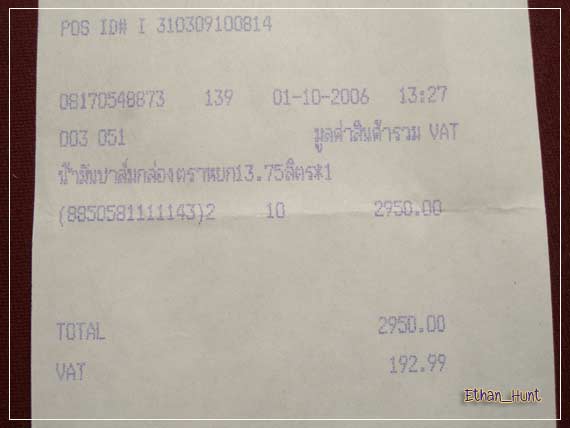 POS ID# I 310309100814
08170548873 139 01-10-2006 13:27
003 051 มูลค่าสินค้ารวม VAT
น้ำมันปาล์มกล่องตราหยก13.75ลิตร*1
(8850581111143)2 10 2950.00
TOTAL 2950.00
VAT 192.99
Ethan_Hunt